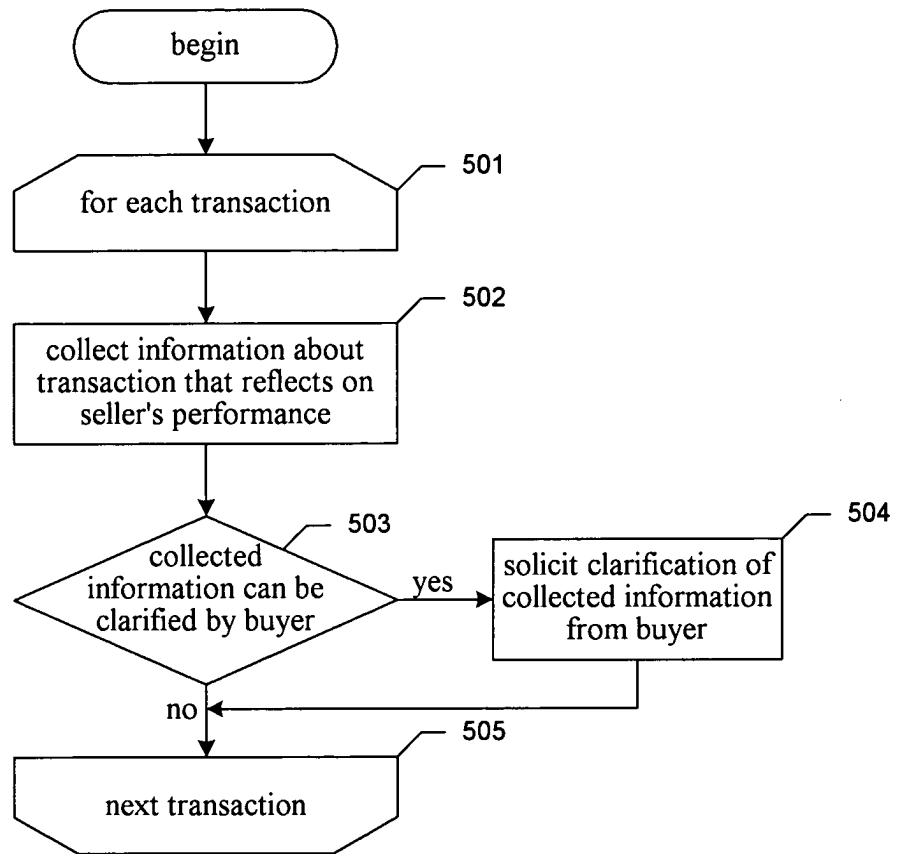 begin
501
for each transaction
502
collect information about
transaction that reflects on
seller's performance
503
collected
information can be
clarified by buyer
yes
504
solicit clarification of
collected information
from buyer
no
505
next transaction